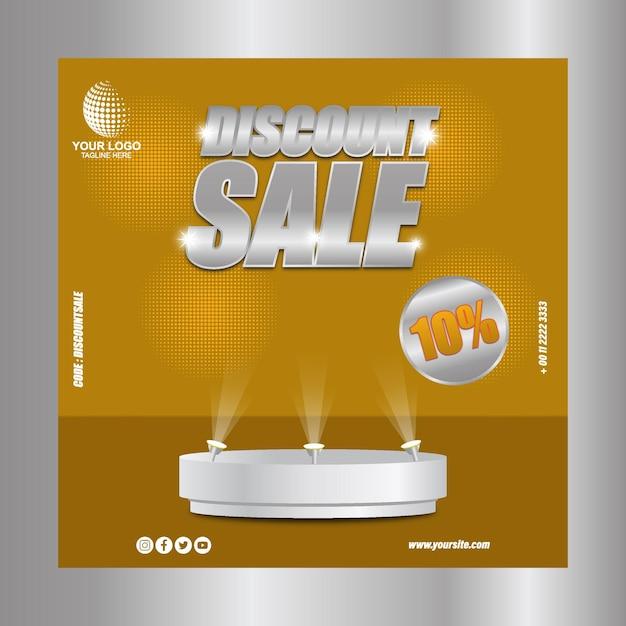 YOUR LOGO
TAGLINE HERE
DISCOUNT
SALE
10%
CODE : DISCOUNTSALE
+ 00 11 2222 3333
www.yoursite.com